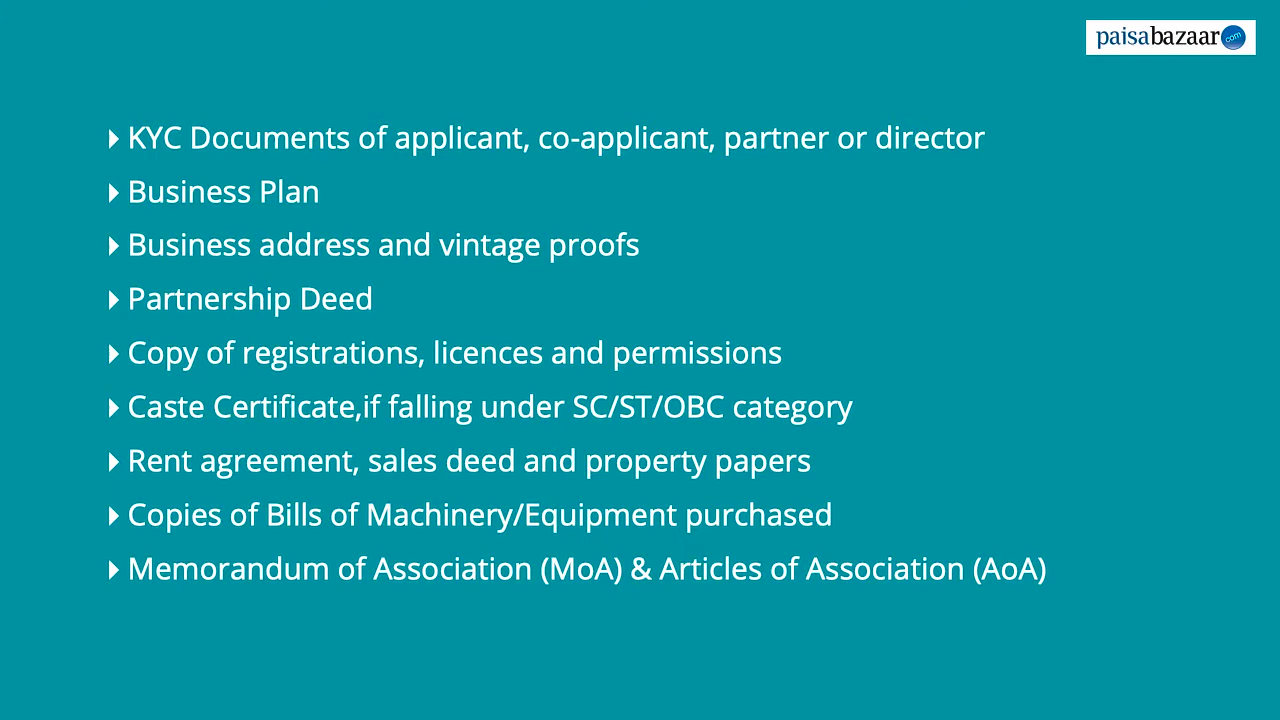 paisabazaar.com
KYC Documents of applicant, co-applicant, partner or director
Business Plan
Business address and vintage proofs
Partnership Deed
Copy of registrations, licences and permissions
Caste Certificate,if falling under SC/ST/OBC category
Rent agreement, sales deed and property papers
Copies of Bills of Machinery/Equipment purchased
Memorandum of Association (MoA) & Articles of Association (AoA)